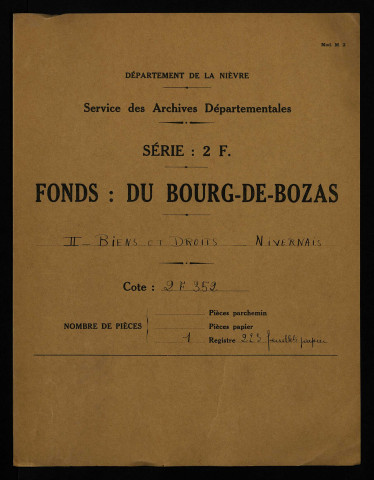 Mod M 3
DÉPARTEMENT DE LA NIÈVRE
Service des Archives Départementales
SÉRIE : 2 F.
FONDS : DU BOURG-DE-BOZAS
II - BIENS ET DROITS - NIVERNAIS
Cote : 2 F 352
Pièces parchemin
NOMBRE DE PIÈCES Pièces papier
1 Registre 223 feuillets papier